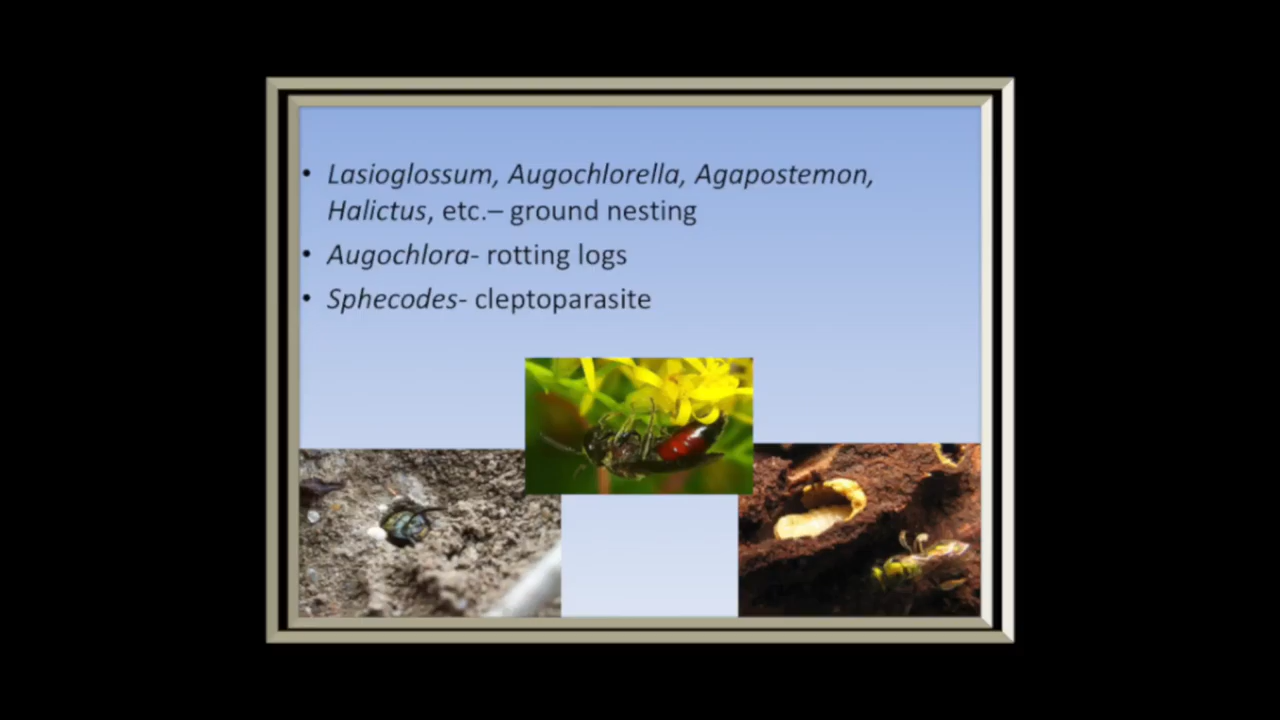 • Lasioglossum, Augochlorella, Agapostemon,
Halictus, etc.– ground nesting
• Augochlora- rotting logs
• Sphecodes- cleptoparasite